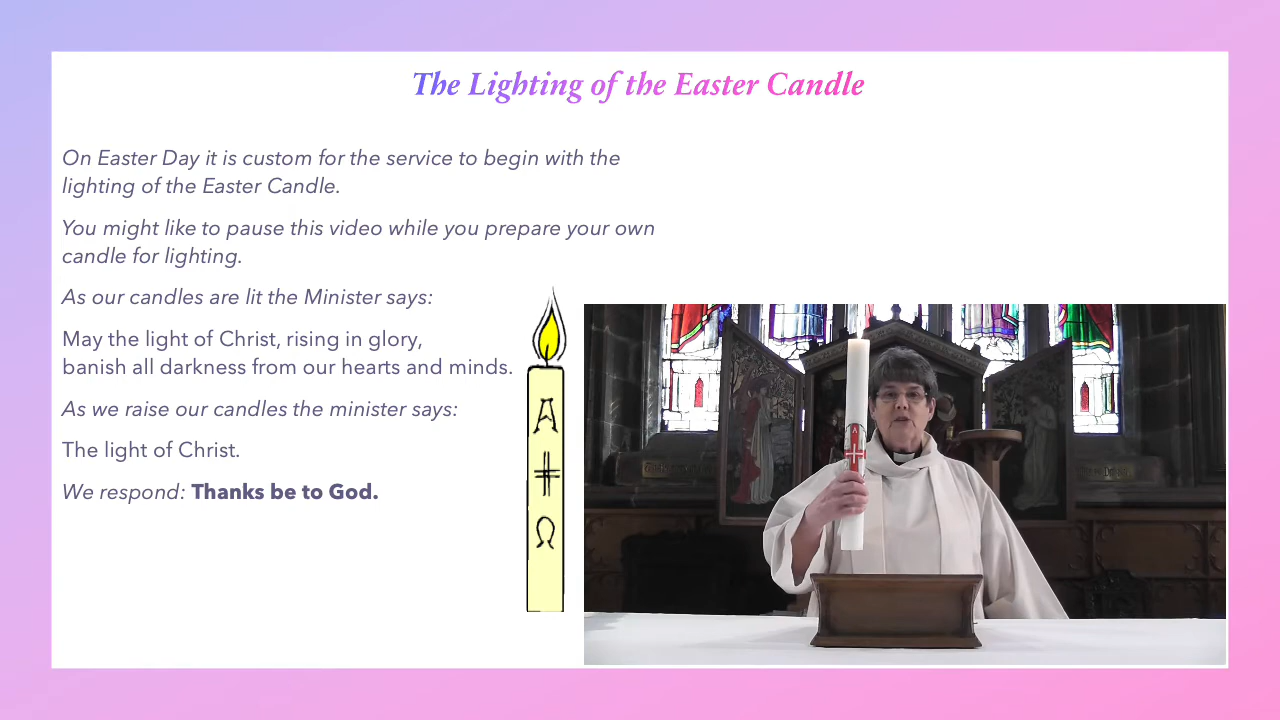 The Lighting of the Easter Candle
On Easter Day it is custom for the service to begin with the
lighting of the Easter Candle.
You might like to pause this video while you prepare your own
candle for lighting.
As our candles are lit the Minister says:
May the light of Christ, rising in glory,
banish all darkness from our hearts and minds.
As we raise our candles the minister says:
The light of Christ.
We respond: Thanks be to God.
Α
Ω
A